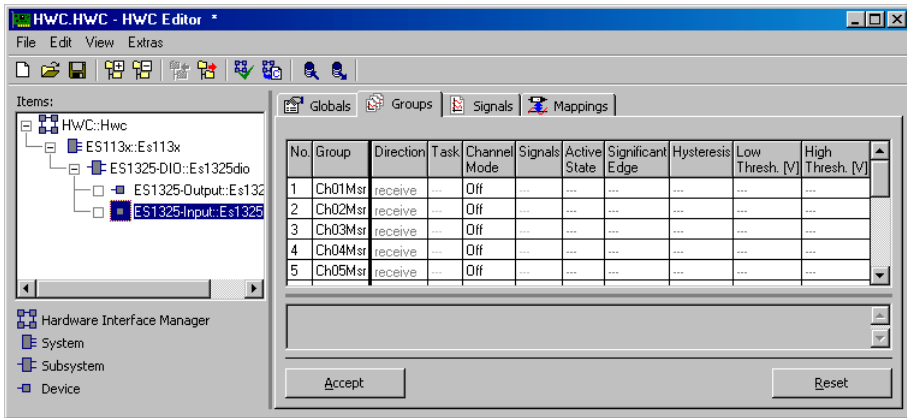 HWC.HWC - HWC Editor *
File Edit View Extras
Items:
HWC::Hwc
ES113x::Es113x
ES1325-DIO::Es1325dio
ES1325-Output::Es132
ES1325-Input::Es1325
Hardware Interface Manager
System
Subsystem
Device
Globals Groups Signals Mappings
No. Group Direction Task Channel Mode Signals Active State Significant Edge Hysteresis Low Thresh. [V] High Thresh. [V]
1 Ch01Msr receive --- Off --- --- --- --- --- ---
2 Ch02Msr receive --- Off --- --- --- --- --- ---
3 Ch03Msr receive --- Off --- --- --- --- --- ---
4 Ch04Msr receive --- Off --- --- --- --- --- ---
5 Ch05Msr receive --- Off --- --- --- --- --- ---
Accept Reset